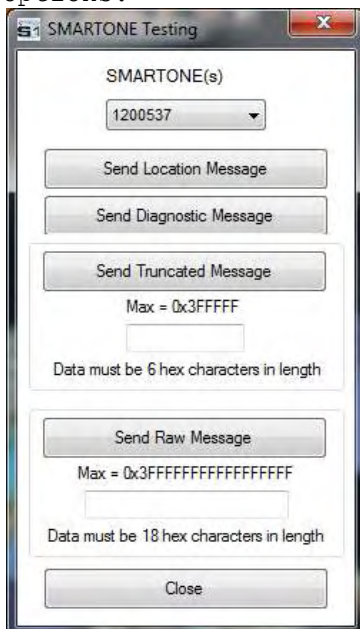 SMARTONE Testing
SMARTONE(s)
1200537
Send Location Message
Send Diagnostic Message
Send Truncated Message
Max = 0x3FFFFF
Data must be 6 hex characters in length
Send Raw Message
Max = 0x3FFFFFFFFFFFFFFFFF
Data must be 18 hex characters in length
Close